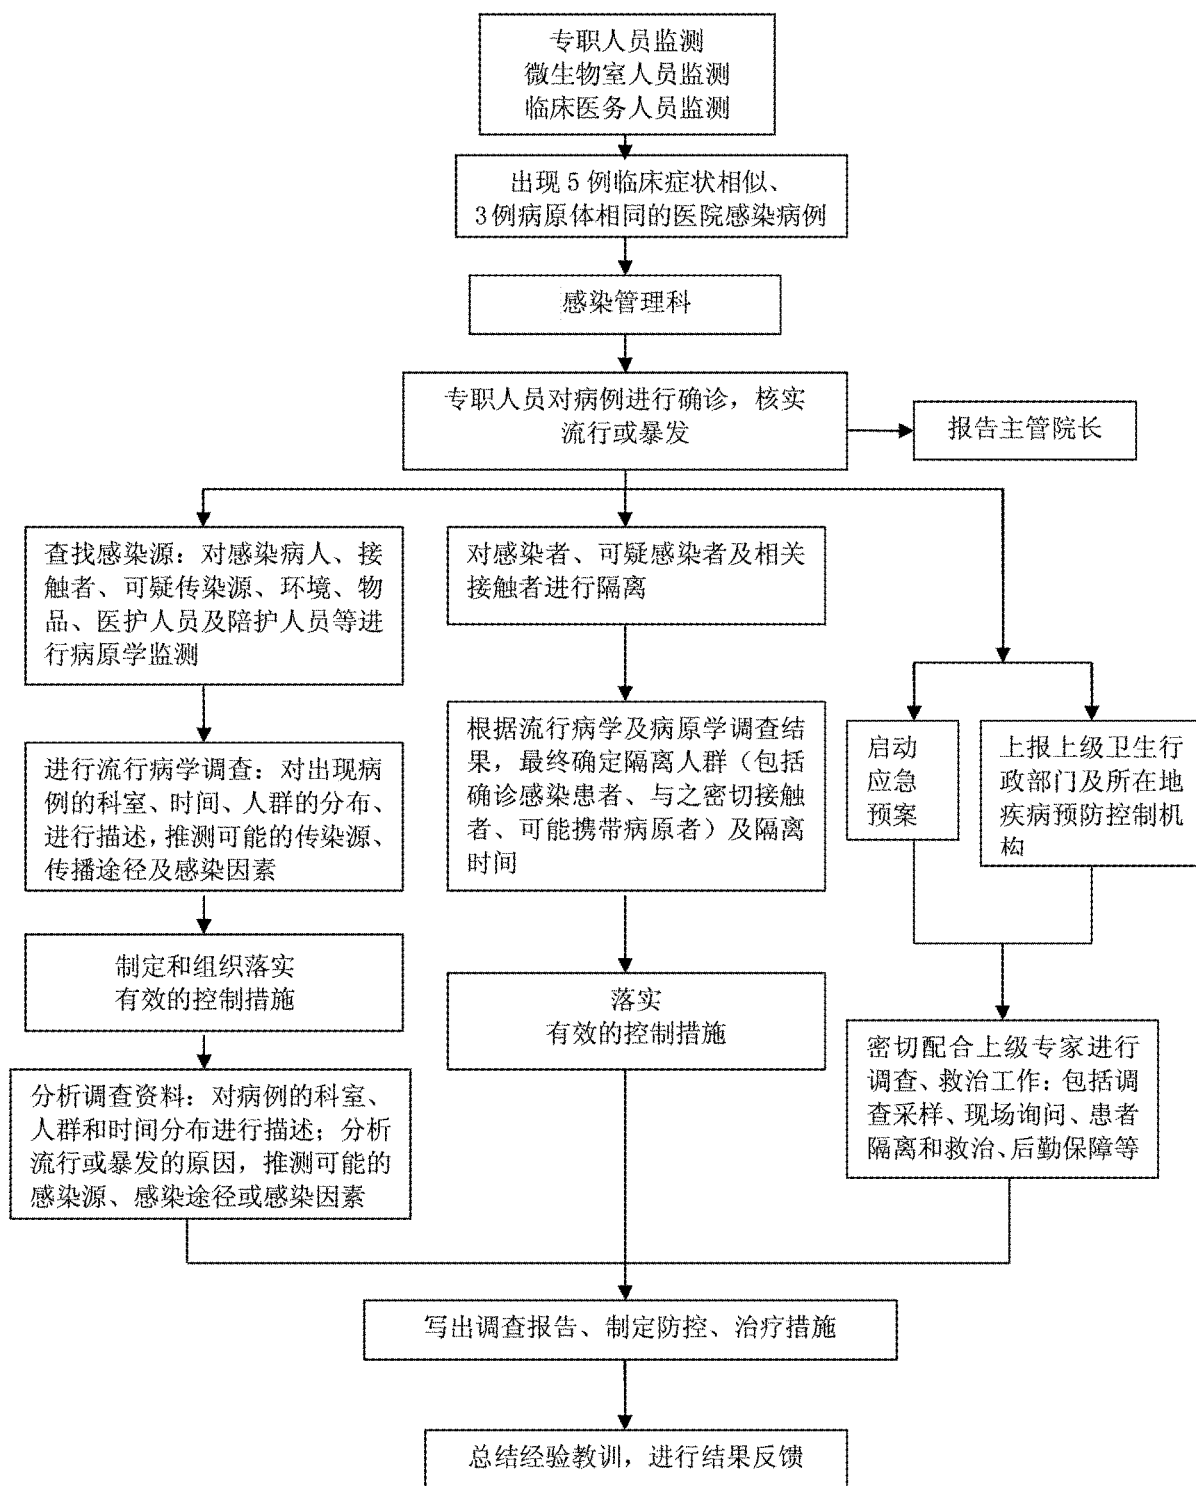 专职人员监测
微生物室人员监测
临床医务人员监测
出现 5 例临床症状相似、
3例病原体相同的医院感染病例
感染管理科
专职人员对病例进行确诊，核实
流行或暴发
报告主管院长
查找感染源：对感染病人、接
触者、可疑传染源、环境、物
品、医护人员及陪护人员等进
行病原学监测
对感染者、可疑感染者及相关
接触者进行隔离
进行流行病学调查：对出现病
例的科室、时间、人群的分布、
进行描述，推测可能的传染源、
传播途径及感染因素
根据流行病学及病原学调查结
果，最终确定隔离人群（包括
确诊感染患者、与之密切接触
者、可能携带病原者）及隔离
时间
启动
应急
预案
上报上级卫生行
政部门及所在地
疾病预防控制机
构
制定和组织落实
有效的控制措施
落实
有效的控制措施
密切配合上级专家进行
调查、救治工作：包括调
查采样、现场询问、患者
隔离和救治、后勤保障等
分析调查资料：对病例的科室、
人群和时间分布进行描述；分析
流行或暴发的原因，推测可能的
感染源、感染途径或感染因素
写出调查报告、制定防控、治疗措施
总结经验教训，进行结果反馈